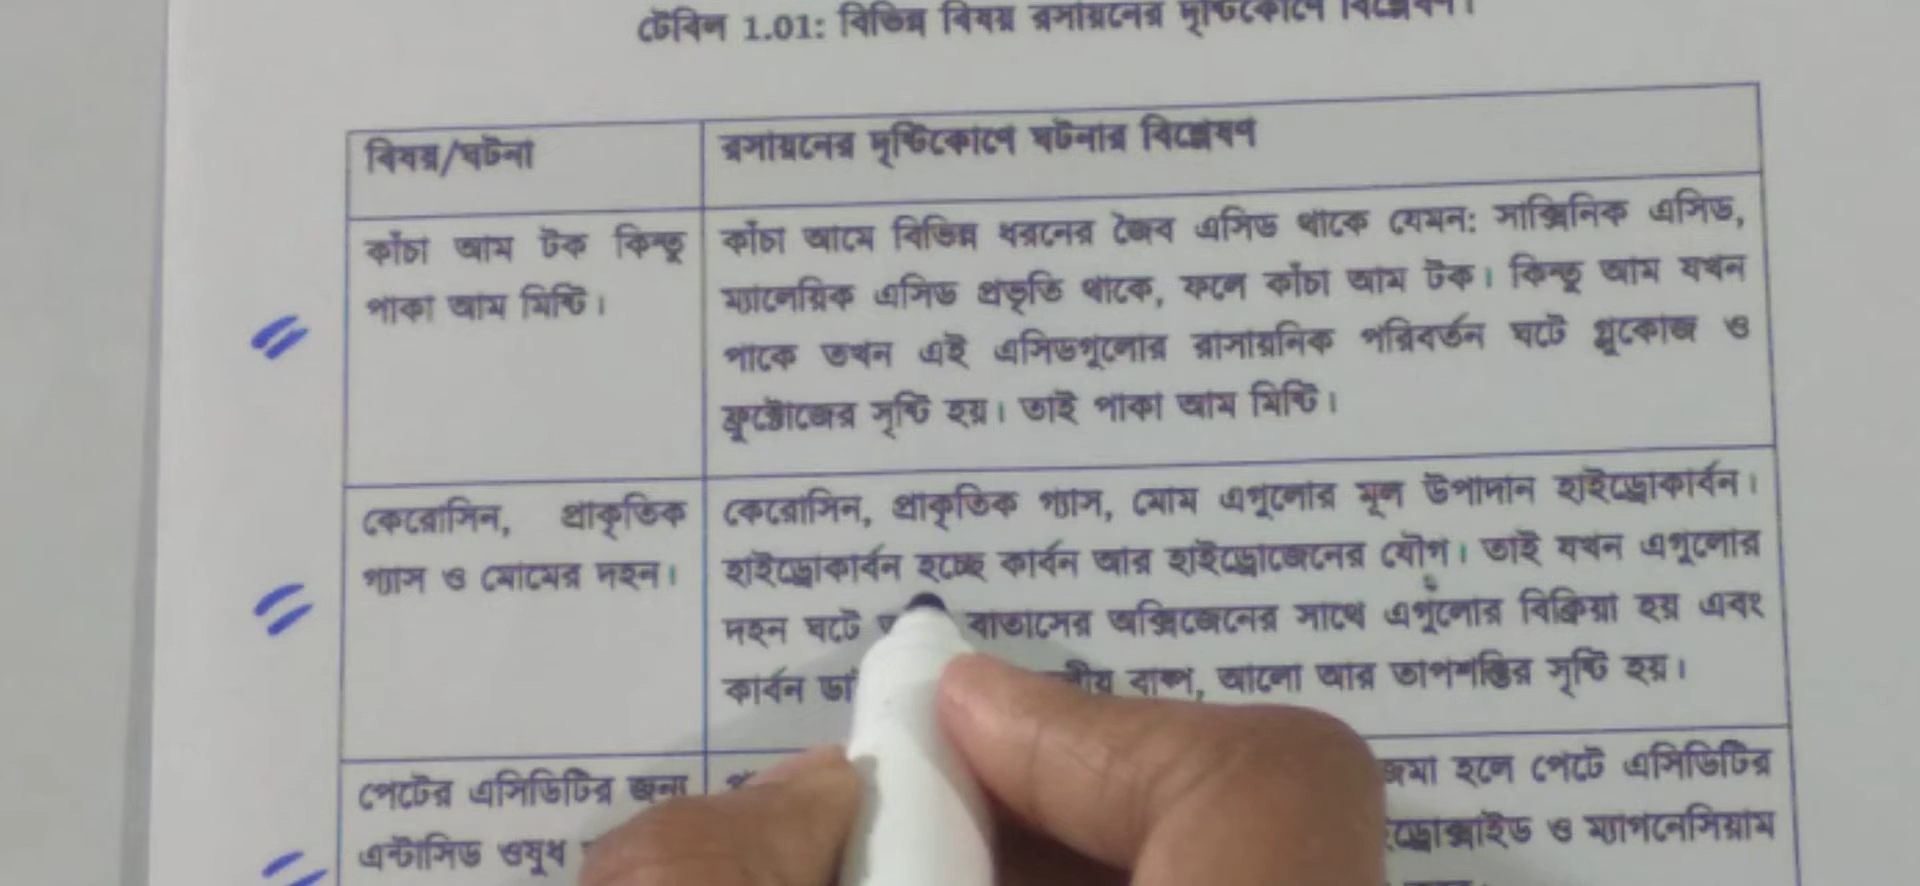 টেবিল 1.01: বিভিন্ন বিষয় রসায়নের দৃষ্টিকোণে বিশ্লেষণ।
বিষয়/ঘটনা
রসায়নের দৃষ্টিকোণে ঘটনার বিশ্লেষণ
কাঁচা আম টক কিন্তু
পাকা আম মিষ্টি।
কাঁচা আমে বিভিন্ন ধরনের জৈব এসিড থাকে যেমন: সাক্সিনিক এসিড,
ম্যালেয়িক এসিড প্রভৃতি থাকে, ফলে কাঁচা আম টক। কিন্তু আম যখন
পাকে তখন এই এসিডগুলোর রাসায়নিক পরিবর্তন ঘটে গ্লুকোজ ও
ফ্রুক্টোজের সৃষ্টি হয়। তাই পাকা আম মিষ্টি।
কেরোসিন, প্রাকৃতিক
গ্যাস ও মোমের দহন।
কেরোসিন, প্রাকৃতিক গ্যাস, মোম এগুলোর মূল উপাদান হাইড্রোকার্বন।
হাইড্রোকার্বন হচ্ছে কার্বন আর হাইড্রোজেনের যৌগ। তাই যখন এগুলোর
দহন ঘটে বাতাসের অক্সিজেনের সাথে এগুলোর বিক্রিয়া হয় এবং
কার্বন বাষ্প, আলো আর তাপশক্তির সৃষ্টি হয়।
পেটের এসিডিটির জন্য
এন্টাসিড ওষুধ
জমা হলে পেটে এসিডিটির
ও ম্যাগনেসিয়াম